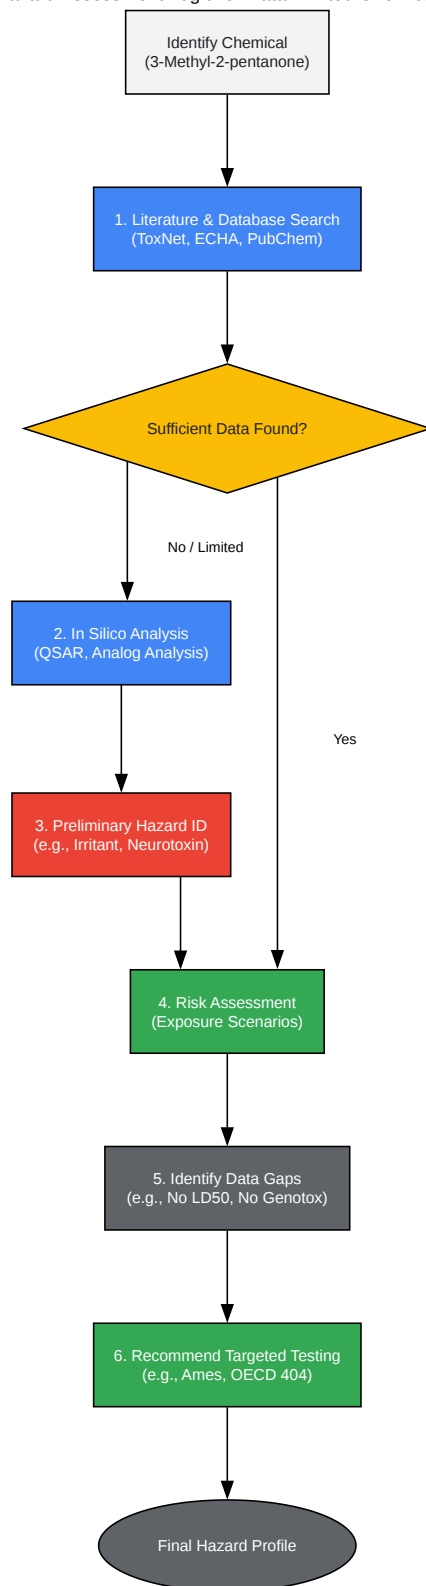 Identify Chemical
(3-Methyl-2-pentanone)
1. Literature & Database Search
(ToxNet, ECHA, PubChem)
Sufficient Data Found?
No / Limited
2. In Silico Analysis
(QSAR, Analog Analysis)
Yes
3. Preliminary Hazard ID
(e.g., Irritant, Neurotoxin)
4. Risk Assessment
(Exposure Scenarios)
5. Identify Data Gaps
(e.g., No LD50, No Genotox)
6. Recommend Targeted Testing
(e.g., Ames, OECD 404)
Final Hazard Profile